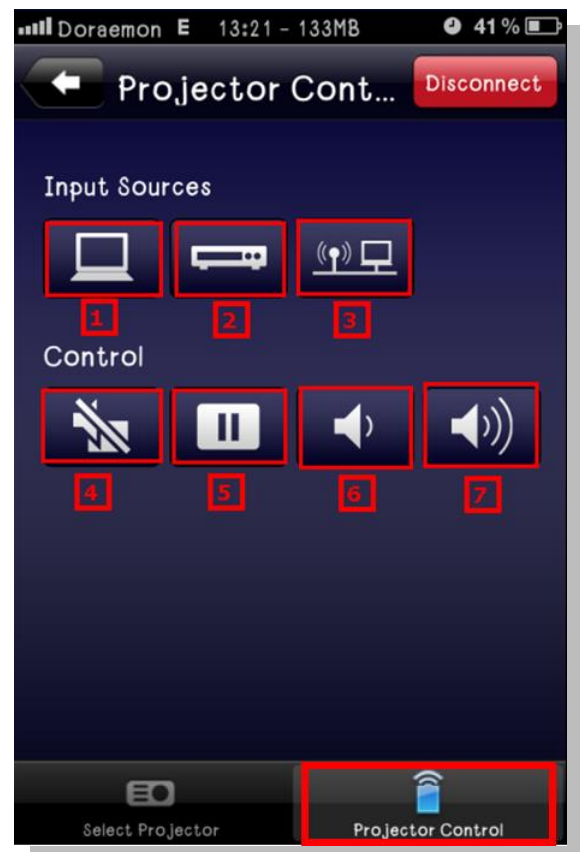 Doraemon E 13:21 - 133MB 41%
Projector Cont... Disconnect
Input Sources
1 2 3
Control
4 5 6 7
Select Projector Projector Control